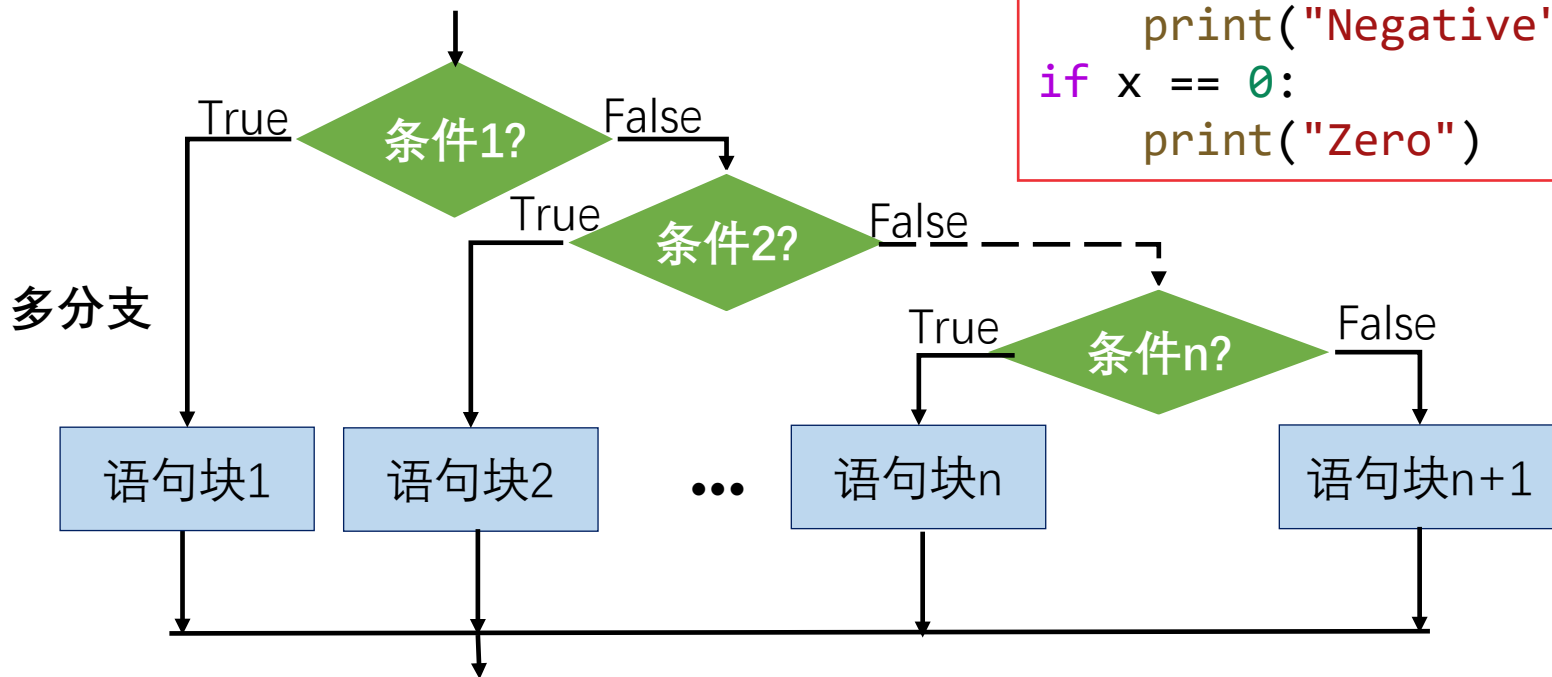 print("Negative"
if x == 0:
print("Zero")
True
条件1?
False
True
条件2?
False
多分支
True
条件n?
False
语句块1
语句块2
...
语句块n
语句块n+1